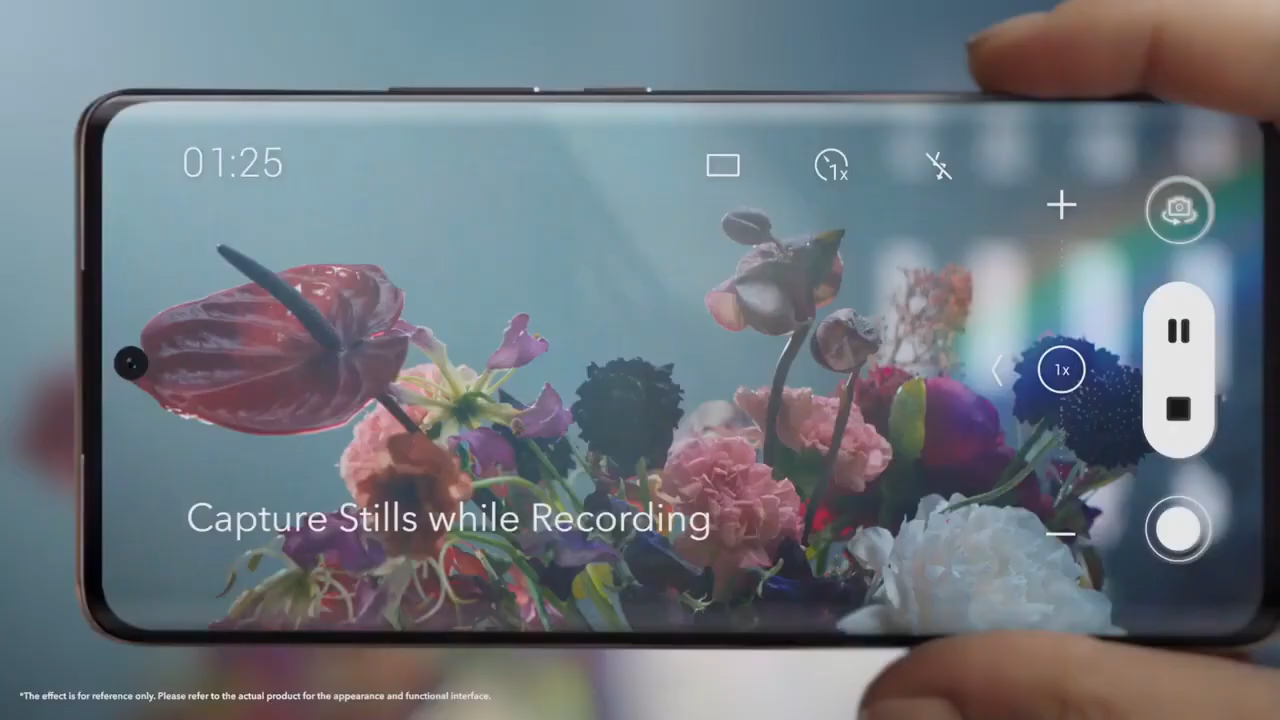 01:25
1x
1x
Capture Stills while Recording
*The effect is for reference only. Please refer to the actual product for the appearance and functional interface.